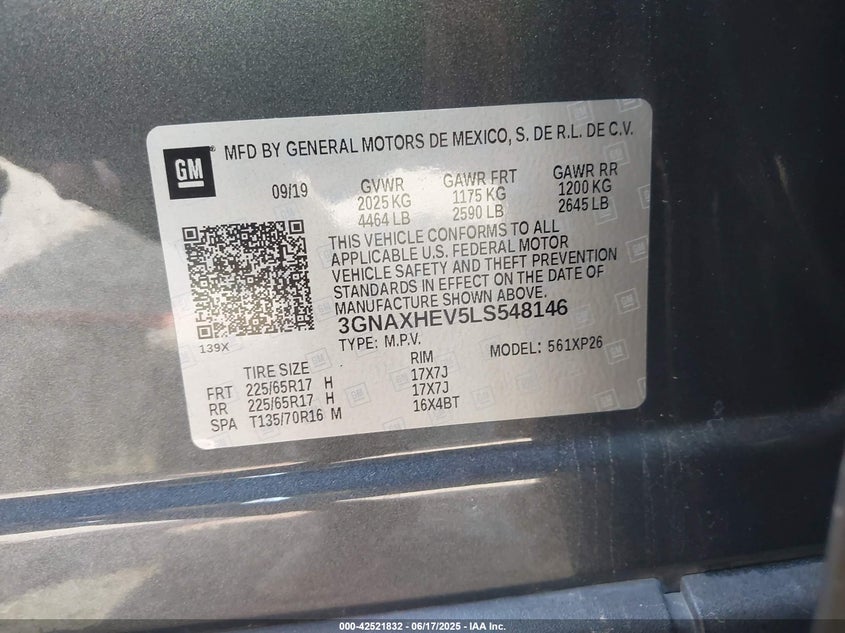 GM
MFD BY GENERAL MOTORS DE MEXICO, S. DE R.L. DE C.V.
09/19
GVWR
2025 KG
4464 LB
GAWR FRT
1175 KG
2590 LB
GAWR RR
1200 KG
2645 LB
THIS VEHICLE CONFORMS TO ALL
APPLICABLE U.S. FEDERAL MOTOR
VEHICLE SAFETY AND THEFT PREVENTION
STANDARDS IN EFFECT ON THE DATE OF
MANUFACTURE SHOWN ABOVE.
3GNAXHEV5LS548146
139X
TYPE: M.P.V.
MODEL: 561XP26
TIRE SIZE
RIM
FRT 225/65R17 H 17X7J
RR 225/65R17 H 17X7J
SPA T135/70R16 M 16X4BT
000-42521832 / 06/17/2025 - IAA Inc.